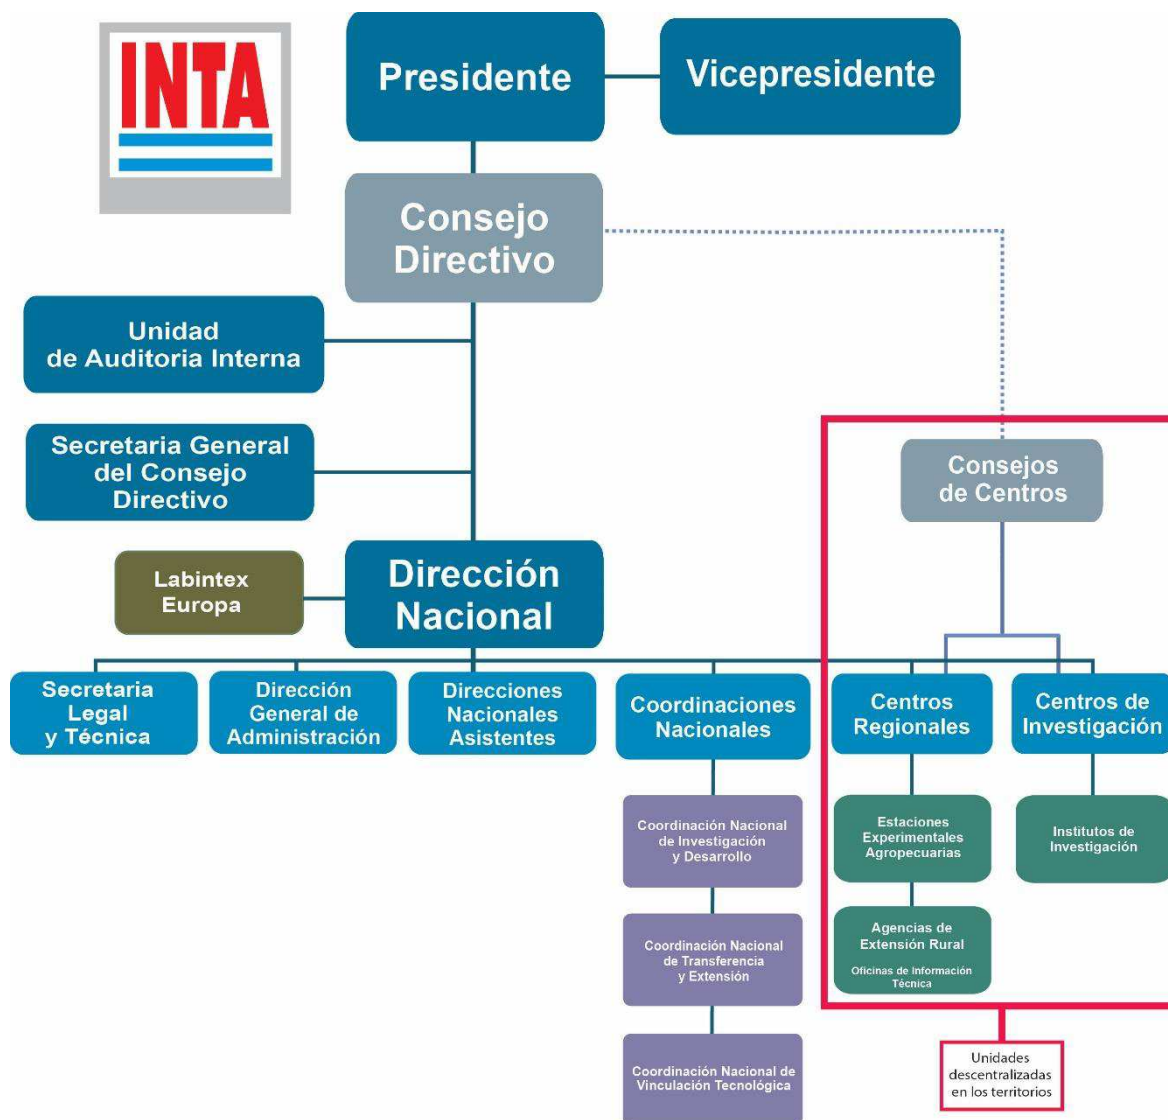 INTA
Presidente
Vicepresidente
Consejo
Directivo
Unidad
de Auditoria Interna
Secretaria General
del Consejo
Directivo
Consejos
de Centros
Labintex
Europa
Dirección
Nacional
Secretaria
Legal
y Técnica
Dirección
General de
Administración
Direcciones
Nacionales
Asistentes
Coordinaciones
Nacionales
Centros
Regionales
Centros de
Investigación
Coordinación Nacional
de Investigación
y Desarrollo
Estaciones
Experimentales
Agropecuarias
Institutos de
Investigación
Coordinación Nacional
de Transferencia
y Extensión
Agencias de
Extensión Rural
Oficinas de Información
Técnica
Coordinación Nacional de
Vinculación Tecnológica
Unidades
descentralizadas
en los territorios